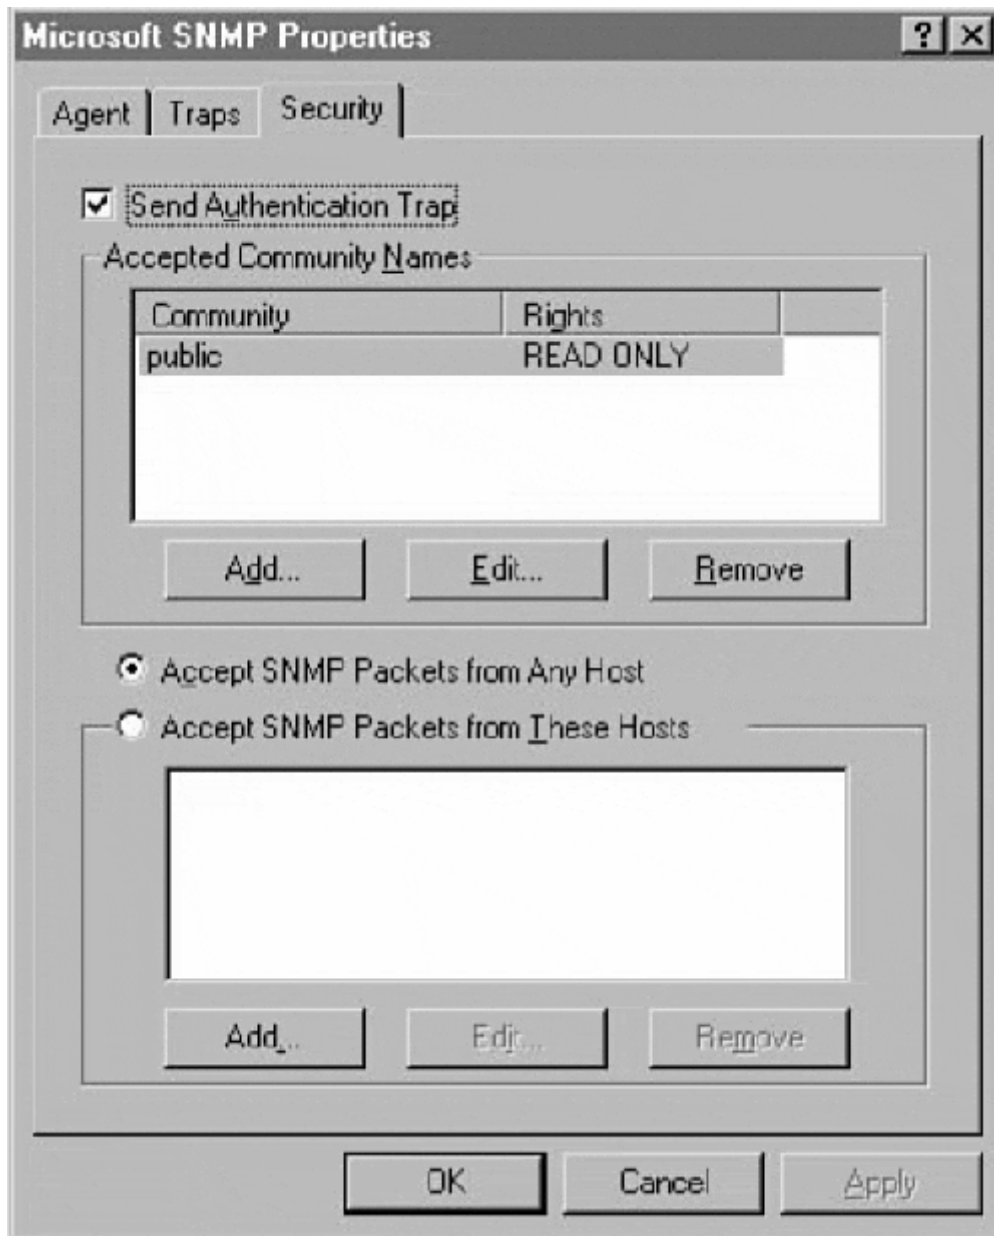 Microsoft SNMP Properties
Agent Traps Security
Send Authentication Trap
Accepted Community Names
Community Rights
public READ ONLY
Add... Edit... Remove
Accept SNMP Packets from Any Host
Accept SNMP Packets from These Hosts
Add... Edit... Remove
OK Cancel Apply